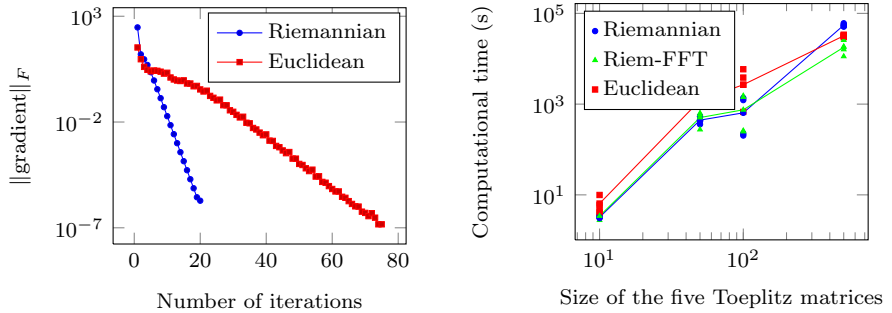 10^3
10^{-2}
10^{-7}
0
20
40
60
80
‖gradient‖_F
Number of iterations
Riemannian
Euclidean
10^5
10^3
10^1
10^1
10^2
Computational time (s)
Size of the five Toeplitz matrices
Riemannian
Riem-FFT
Euclidean